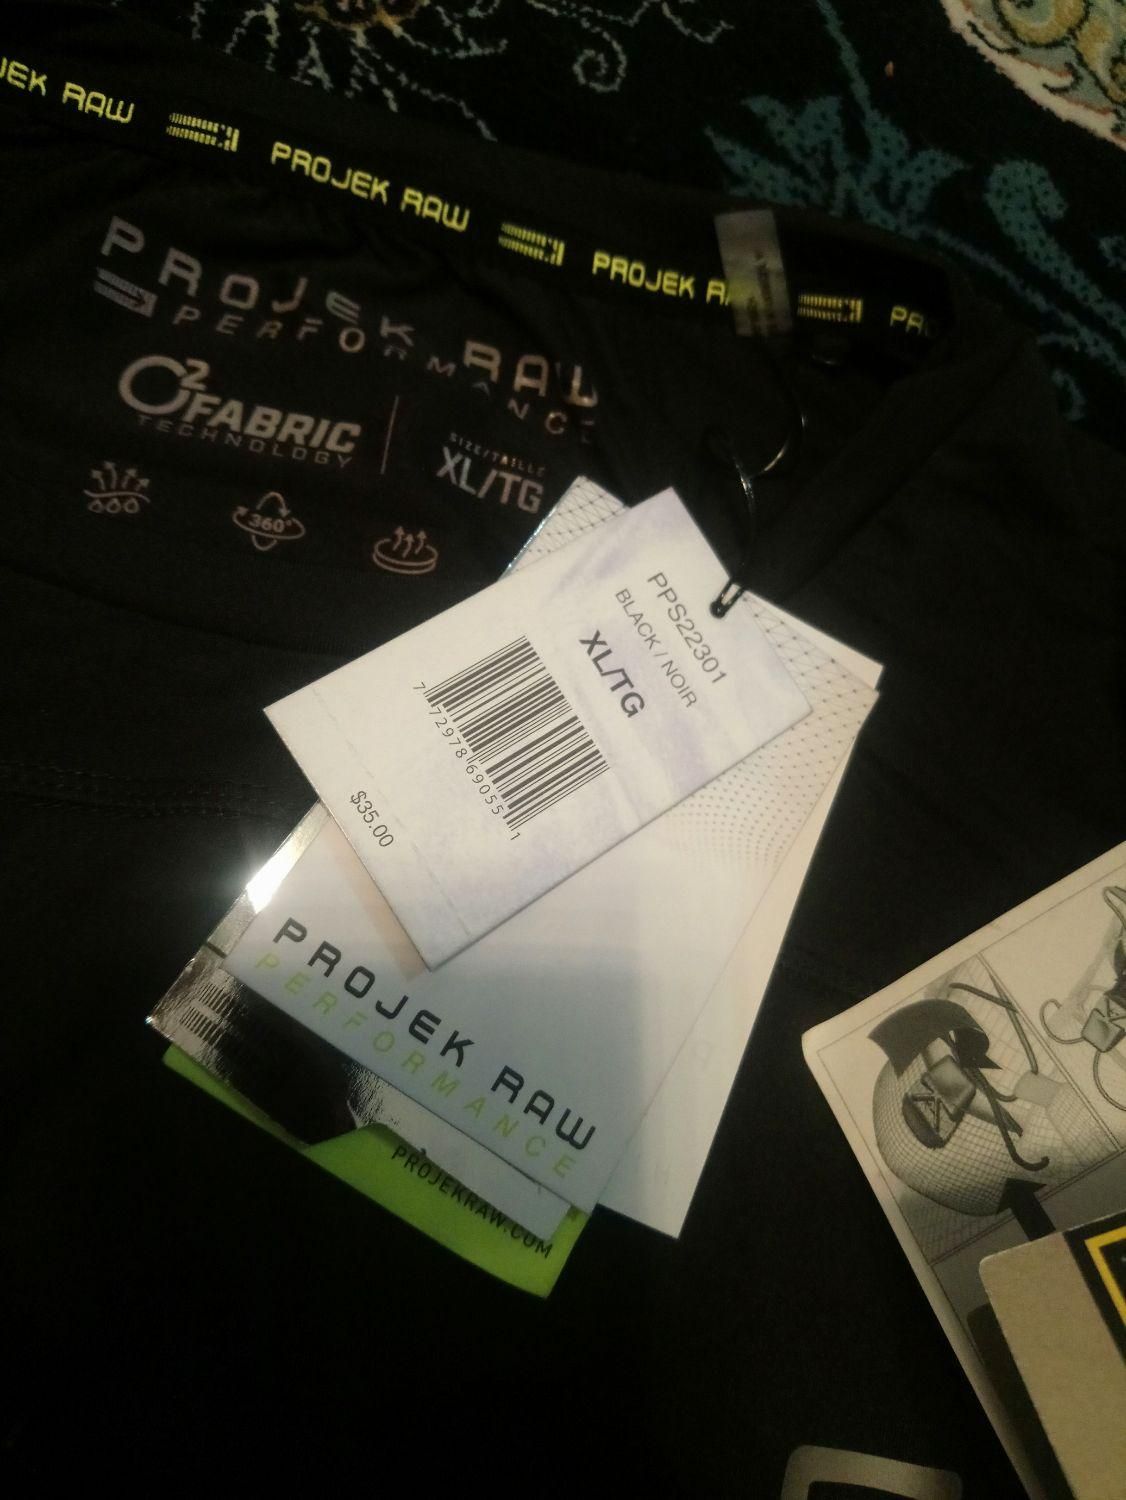 JEK RAW
PROJEK RAW
PROJEK RA
PR
PROJEK RAW
PERFORMANCE
O2 FABRIC
TECHNOLOGY
SIZE/TAILLE
XL/TG
360°
PPS22301
BLACK / NOIR
XL/TG
7 72978 69055 1
$35.00
PROJEK RAW
PERFORMANCE
PROJEKRAW.COM